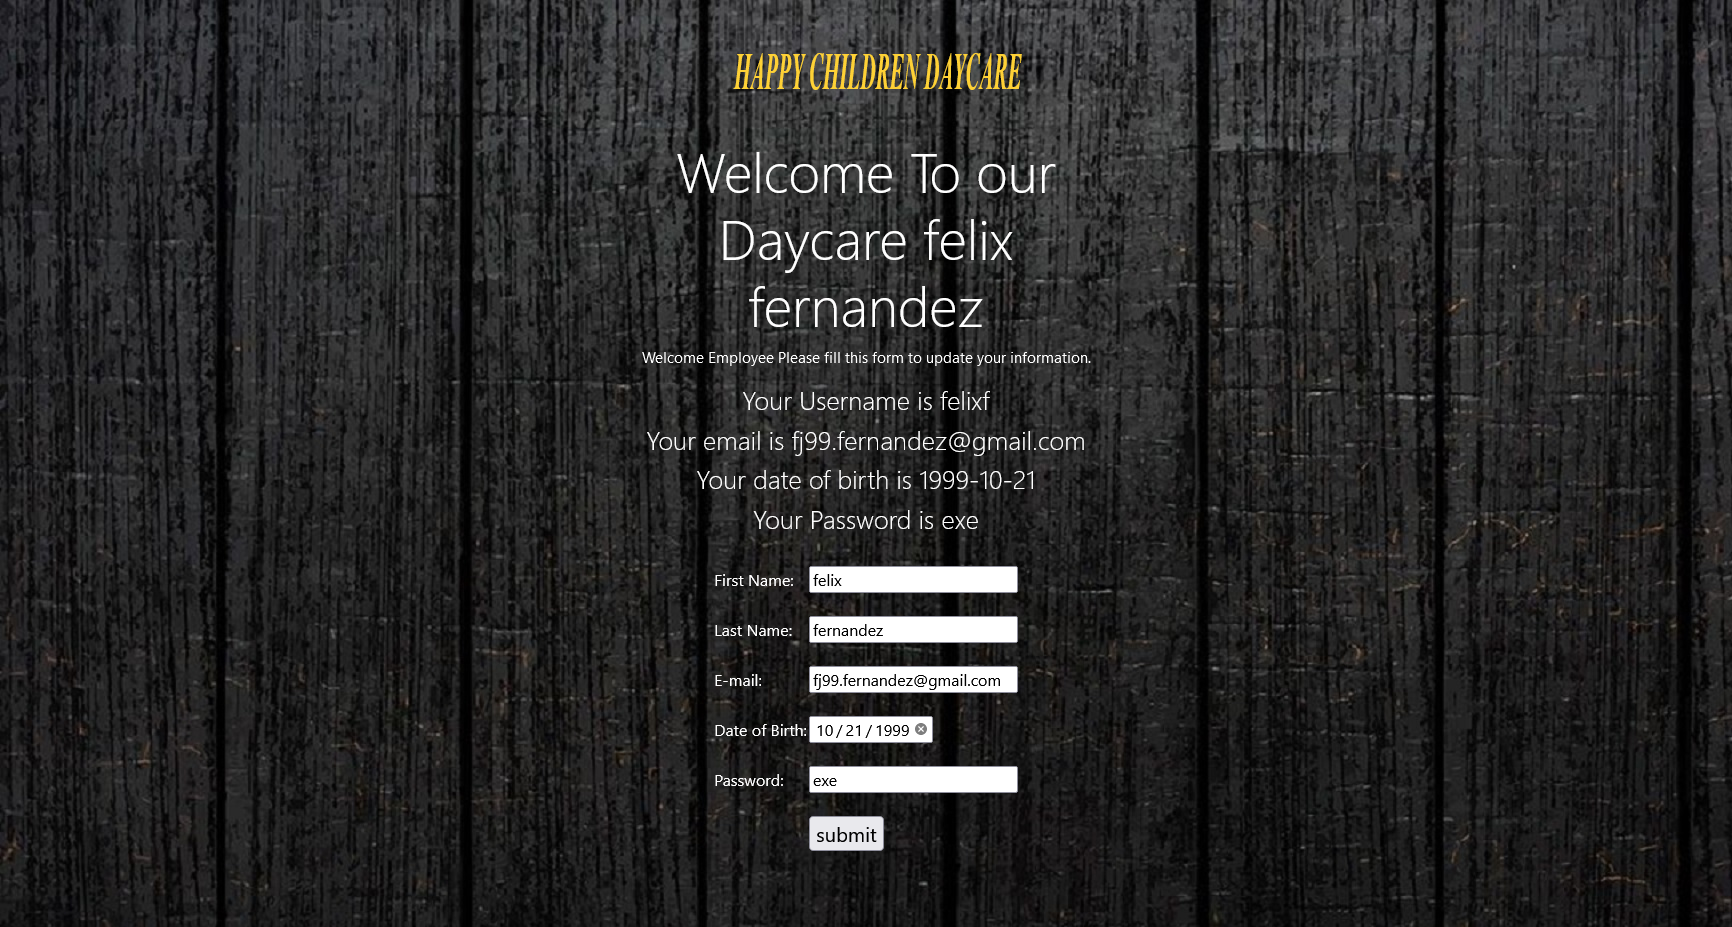 HAPPY CHILDREN DAYCARE
Welcome To our
Daycare felix
fernandez
Welcome Employee Please fill this form to update your information.
Your Username is felixf
Your email is fj99.fernandez@gmail.com
Your date of birth is 1999-10-21
Your Password is exe
First Name: felix
Last Name: fernandez
E-mail: fj99.fernandez@gmail.com
Date of Birth: 10 / 21 / 1999
Password: exe
submit